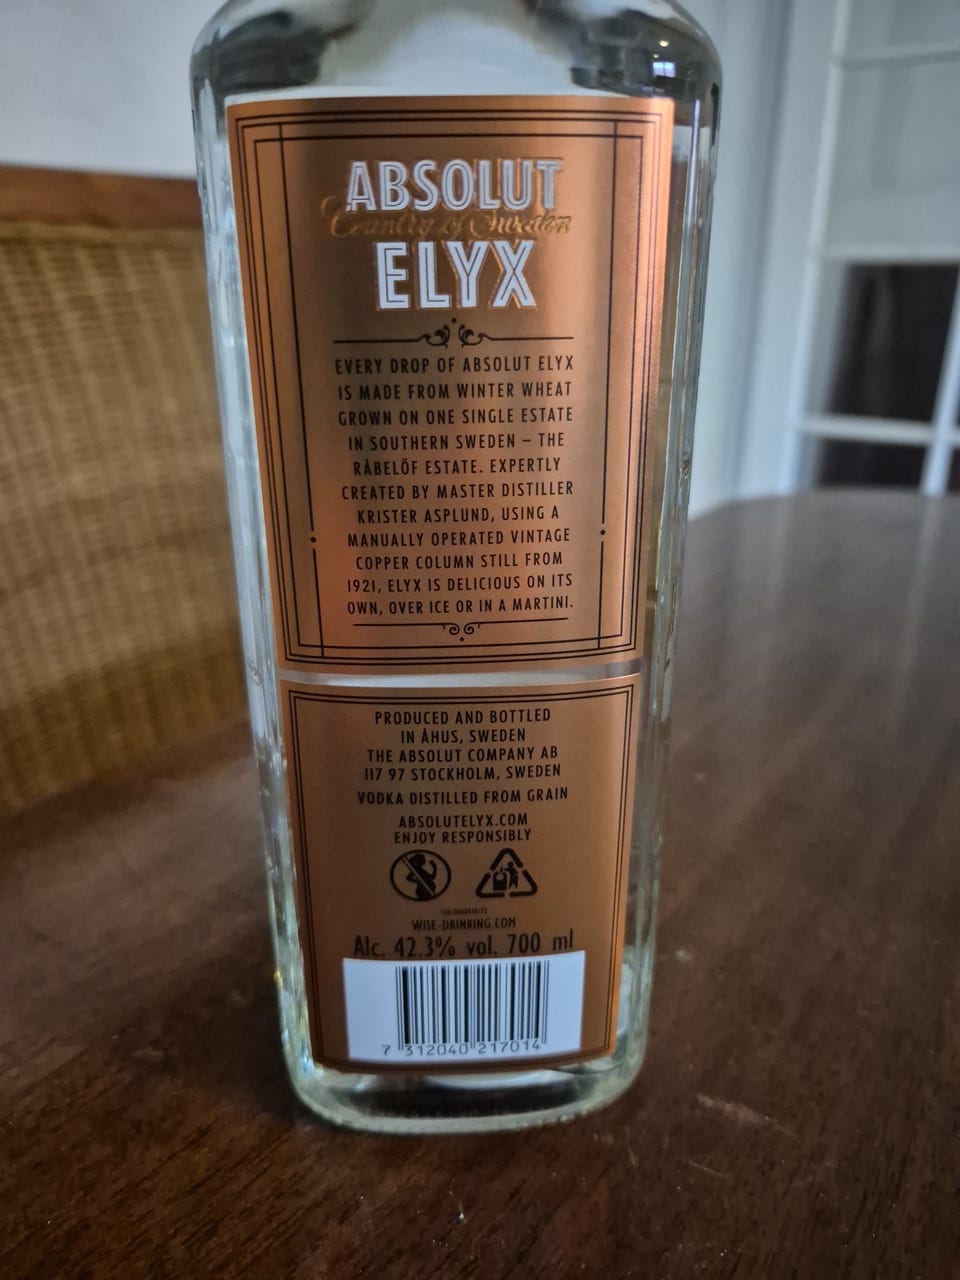 ABSOLUT
Country of Sweden
ELYX
EVERY DROP OF ABSOLUT ELYX
IS MADE FROM WINTER WHEAT
GROWN ON ONE SINGLE ESTATE
IN SOUTHERN SWEDEN – THE
RÅBELÖF ESTATE. EXPERTLY
CREATED BY MASTER DISTILLER
KRISTER ASPLUND, USING A
MANUALLY OPERATED VINTAGE
COPPER COLUMN STILL FROM
1921, ELYX IS DELICIOUS ON ITS
OWN, OVER ICE OR IN A MARTINI.
PRODUCED AND BOTTLED
IN ÅHUS, SWEDEN
THE ABSOLUT COMPANY AB
117 97 STOCKHOLM, SWEDEN
VODKA DISTILLED FROM GRAIN
ABSOLUTELYX.COM
ENJOY RESPONSIBLY
WISE-DRINKING.COM
Alc. 42.3% vol. 700 ml
7 312040 217014